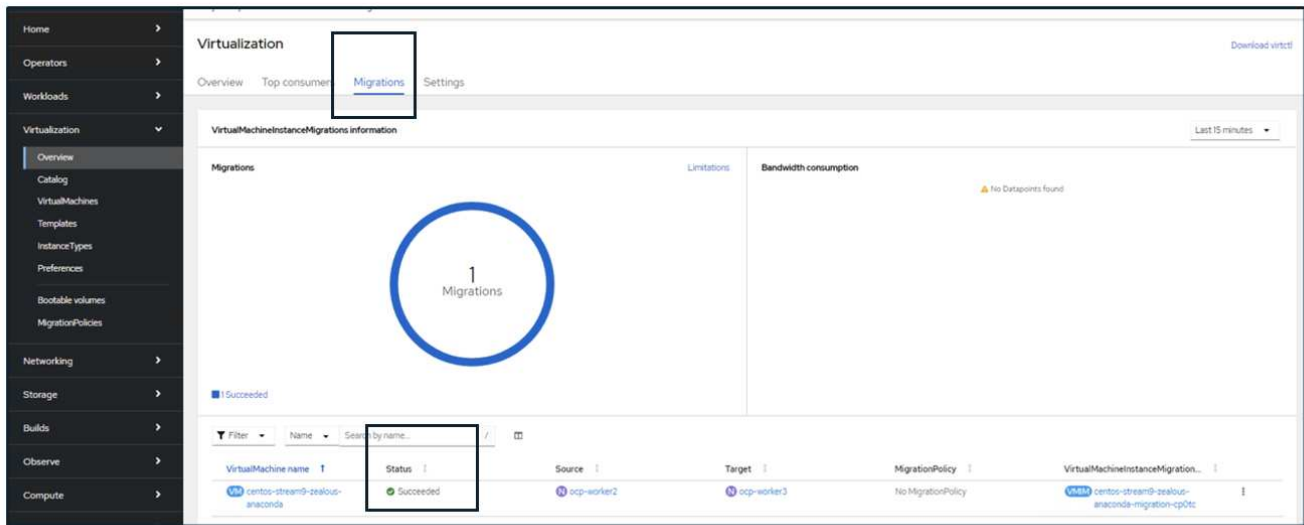 Home
Operators
Workloads
Virtualization
Overview
Catalog
VirtualMachines
Templates
InstanceTypes
Preferences
Bootable volumes
MigrationPolicies
Networking
Storage
Builds
Observe
Compute
Virtualization
Download virtctl
Overview Top consumers Migrations Settings
VirtualMachineInstanceMigrations information
Last 15 minutes
Migrations
Limitations
1
Migrations
1 Succeeded
Bandwidth consumption
No Datapoints found
Filter Name Search by name... /
VirtualMachine name Status Source Target MigrationPolicy VirtualMachineInstanceMigration...
VM centos-stream9-zealous-
anaconda
Succeeded
N ocp-worker2
N ocp-worker3
No MigrationPolicy
VMIM centos-stream9-zealous-
anaconda-migration-cp0tc